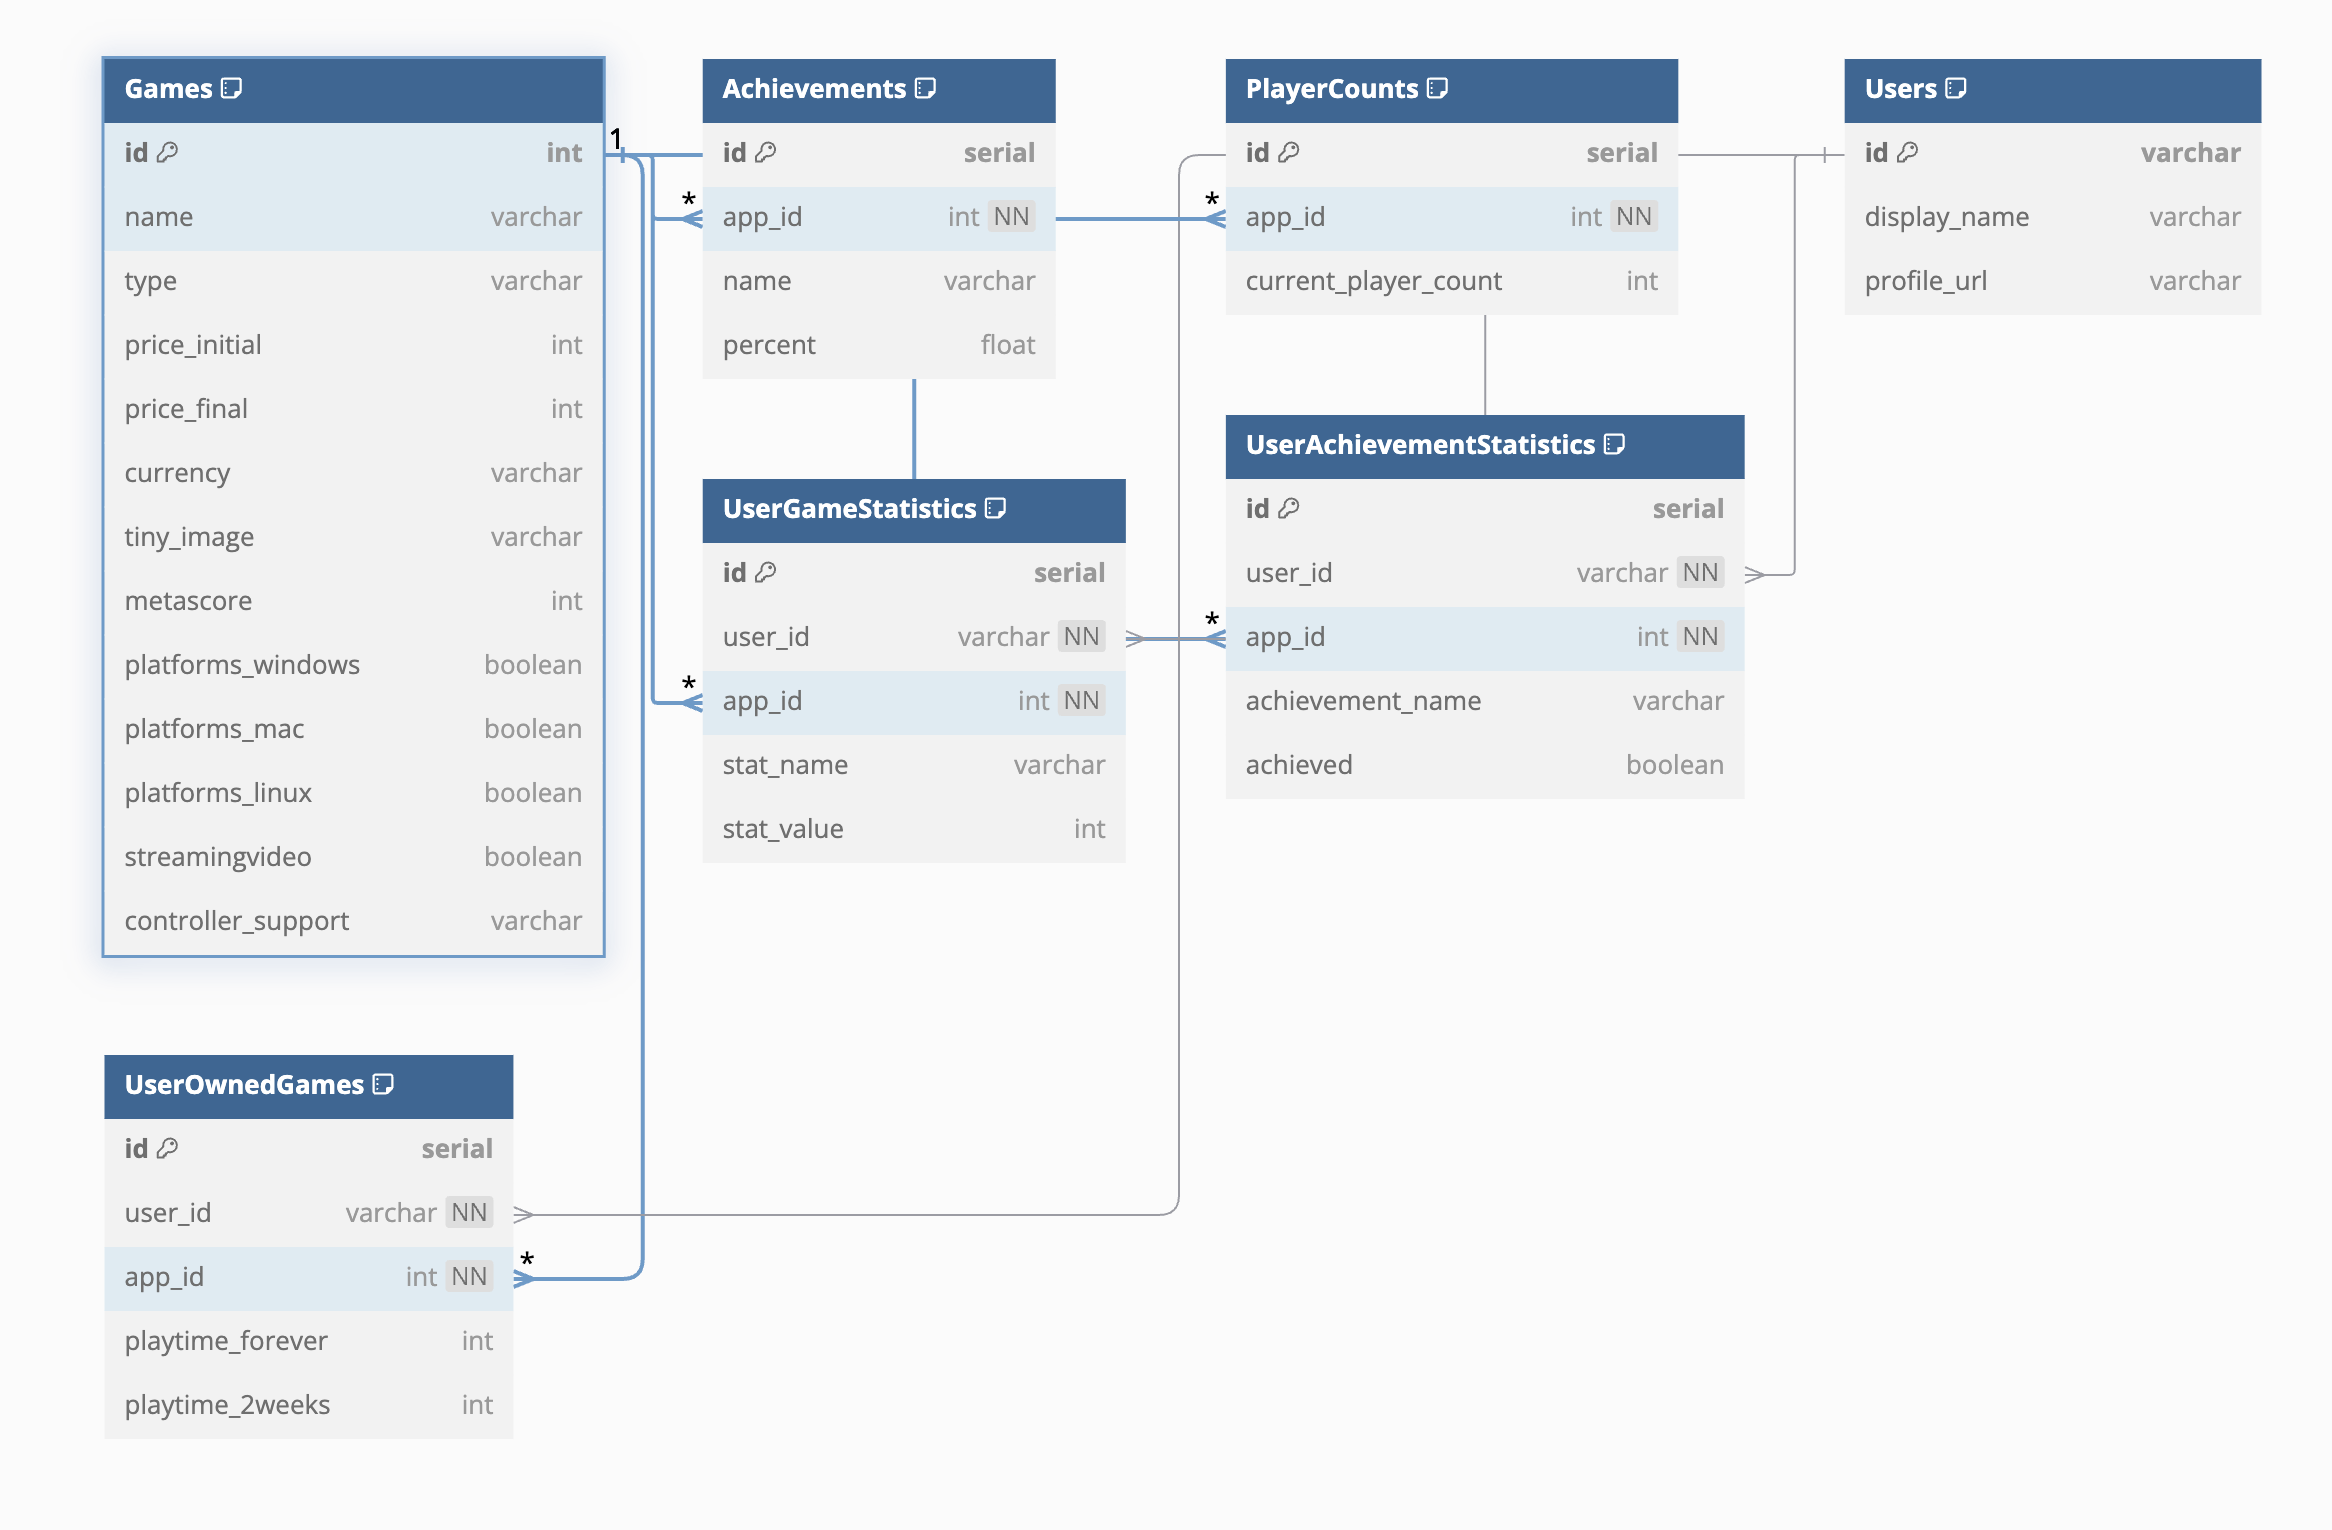 Games
id int
name varchar
type varchar
price_initial int
price_final int
currency varchar
tiny_image varchar
metascore int
platforms_windows boolean
platforms_mac boolean
platforms_linux boolean
streamingvideo boolean
controller_support varchar
1
Achievements
id serial
* app_id int NN
name varchar
percent float
PlayerCounts
id serial
* app_id int NN
current_player_count int
Users
id varchar
display_name varchar
profile_url varchar
UserGameStatistics
id serial
user_id varchar NN
* app_id int NN
stat_name varchar
stat_value int
UserAchievementStatistics
id serial
user_id varchar NN
* app_id int NN
achievement_name varchar
achieved boolean
UserOwnedGames
id serial
user_id varchar NN
app_id int NN *
playtime_forever int
playtime_2weeks int